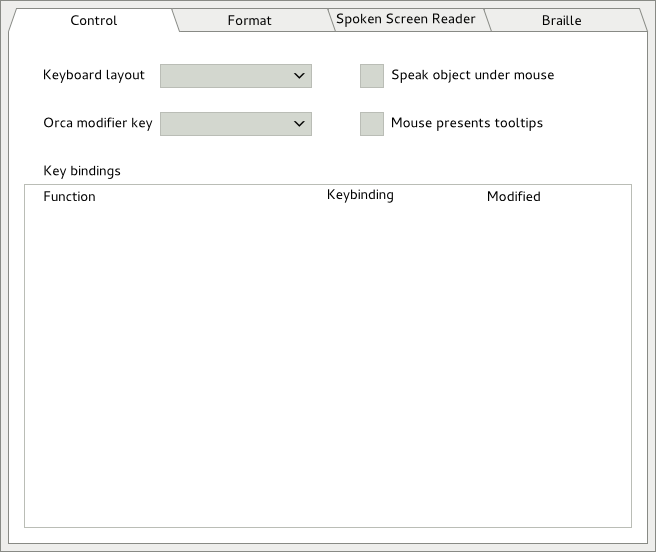 Control Format Spoken Screen Reader Braille
Keyboard layout Speak object under mouse
Orca modifier key Mouse presents tooltips
Key bindings
Function Keybinding Modified